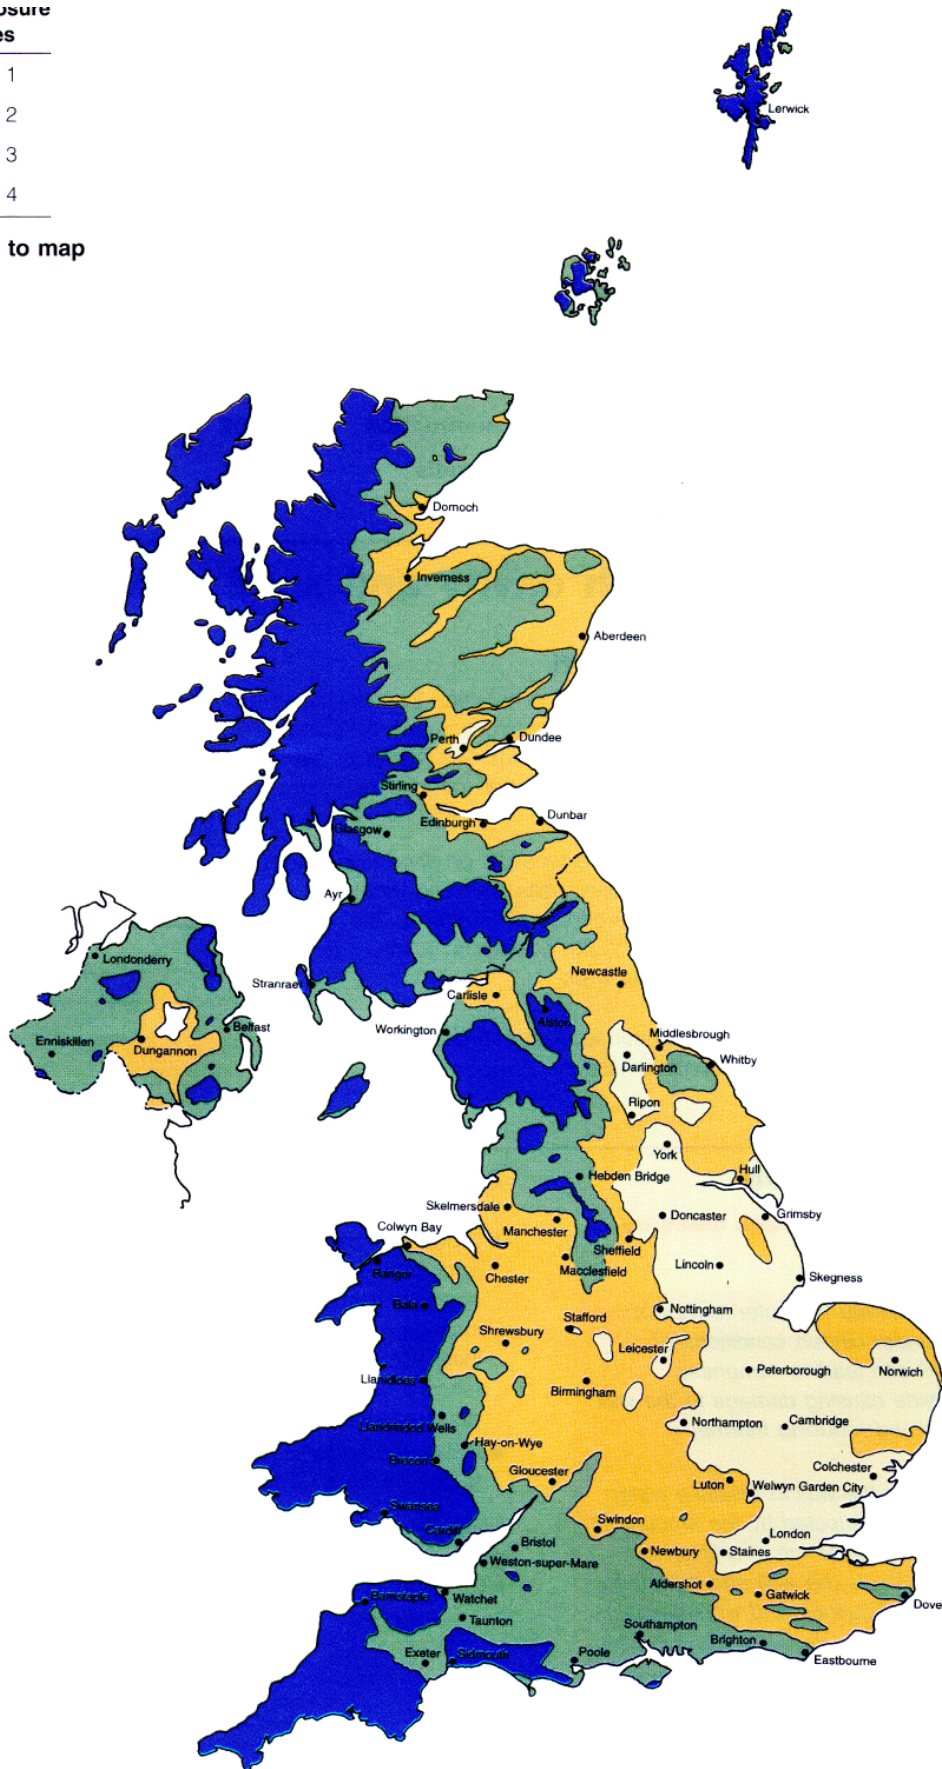 es
1
2
3
4
to map
Lerwick
Dornoch
Inverness
Aberdeen
Perth
Dundee
Stirling
Edinburgh
Dunbar
Glasgow
Ayr
Londonderry
Newcastle
Stranraer
Carlisle
Alston
Workington
Belfast
Enniskillen
Dungannon
Middlesbrough
Whitby
Darlington
Ripon
York
Hull
Hebden Bridge
Skelmersdale
Doncaster
Grimsby
Colwyn Bay
Manchester
Sheffield
Lincoln
Macclesfield
Bangor
Chester
Skegness
Bala
Nottingham
Stafford
Shrewsbury
Leicester
Peterborough
Norwich
Llanidloes
Birmingham
Llandrindod Wells
Northampton
Cambridge
Hay-on-Wye
Brecon
Gloucester
Colchester
Luton
Welwyn Garden City
Swansea
Swindon
Cardiff
London
Bristol
Newbury
Staines
Weston-super-Mare
Aldershot
Barnstaple
Watchet
Gatwick
Dove
Taunton
Southampton
Brighton
Exeter
Sidmouth
Poole
Eastbourne